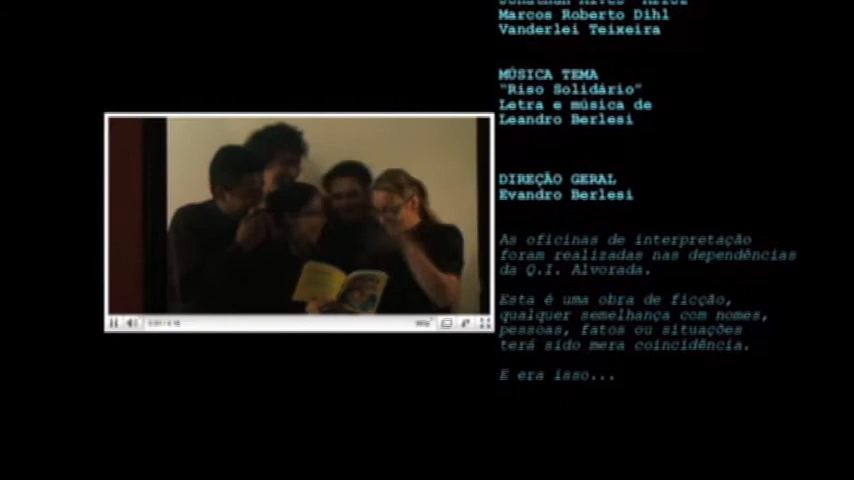 Marcos Roberto Dihl
Vanderlei Teixeira
MÚSICA TEMA
"Riso Solidário"
Letra e música de
Leandro Berlesi
DIREÇÃO GERAL
Evandro Berlesi
As oficinas de interpretação
foram realizadas nas dependências
da Q.I. Alvorada.
Esta é uma obra de ficção,
qualquer semelhança com nomes,
pessoas, fatos ou situações
terá sido mera coincidência.
E era isso...